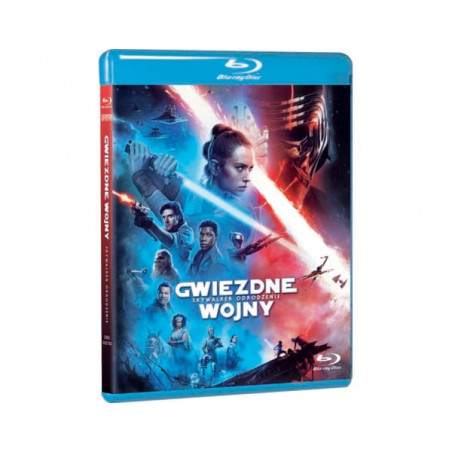 Blu-ray Disc
GWIEZDNE WOJNY
SKYWALKER ODRODZENIE
GWIEZDNE
SKYWALKER ODRODZENIE
WOJNY
Blu-ray Disc